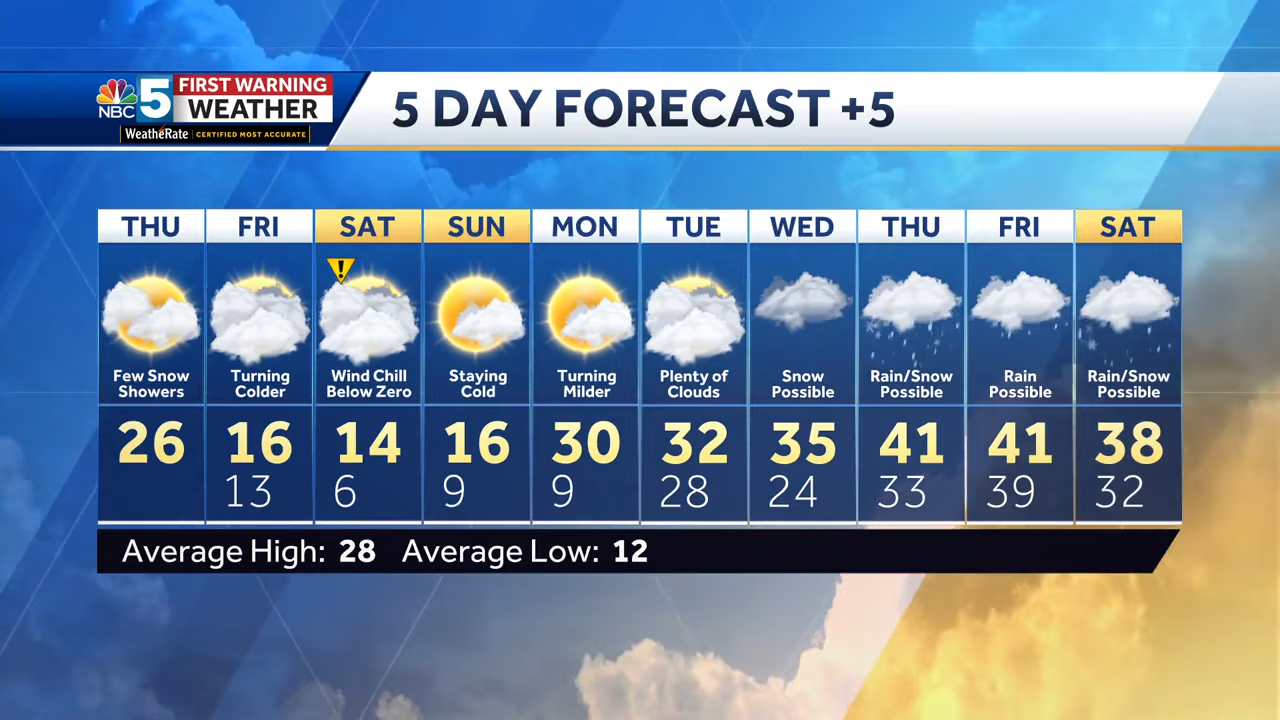 FIRST WARNING
NBC 5 WEATHER
WeatheRate CERTIFIED MOST ACCURATE
5 DAY FORECAST +5
THU FRI SAT SUN MON TUE WED THU FRI SAT
!
Few Snow Turning Wind Chill Staying Turning Plenty of Snow Rain/Snow Rain Rain/Snow
Showers Colder Below Zero Cold Milder Clouds Possible Possible Possible Possible
26 16 14 16 30 32 35 41 41 38
13 6 9 9 28 24 33 39 32
Average High: 28 Average Low: 12